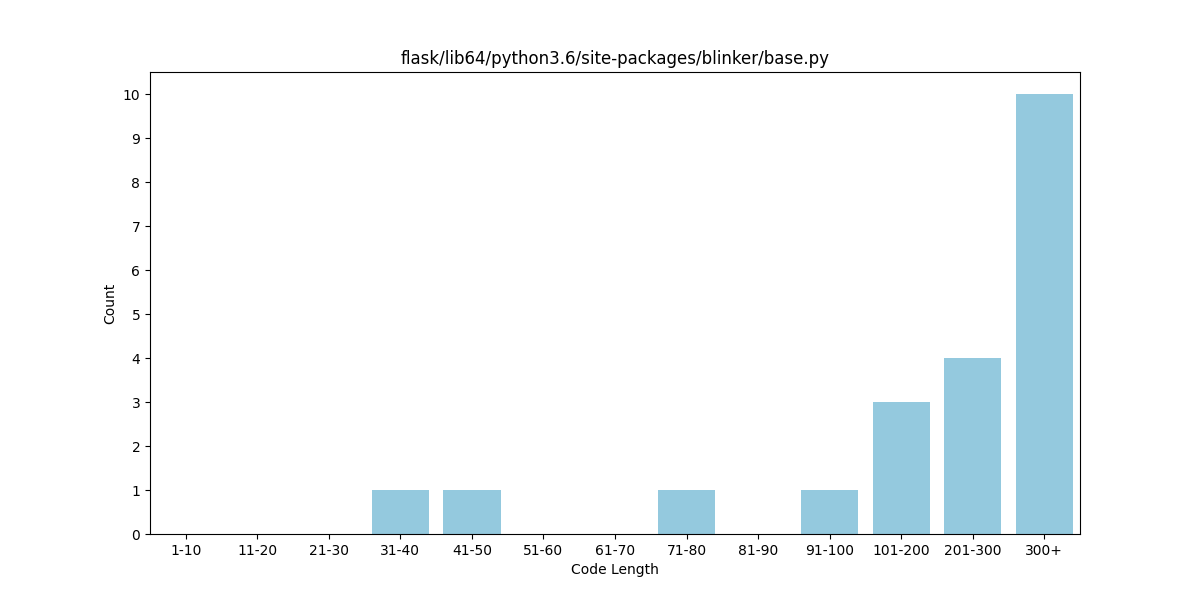 flask/lib64/python3.6/site-packages/blinker/base.py
10
9
8
7
6
5
4
3
2
1
0
Count
1-10 11-20 21-30 31-40 41-50 51-60 61-70 71-80 81-90 91-100 101-200 201-300 300+
Code Length